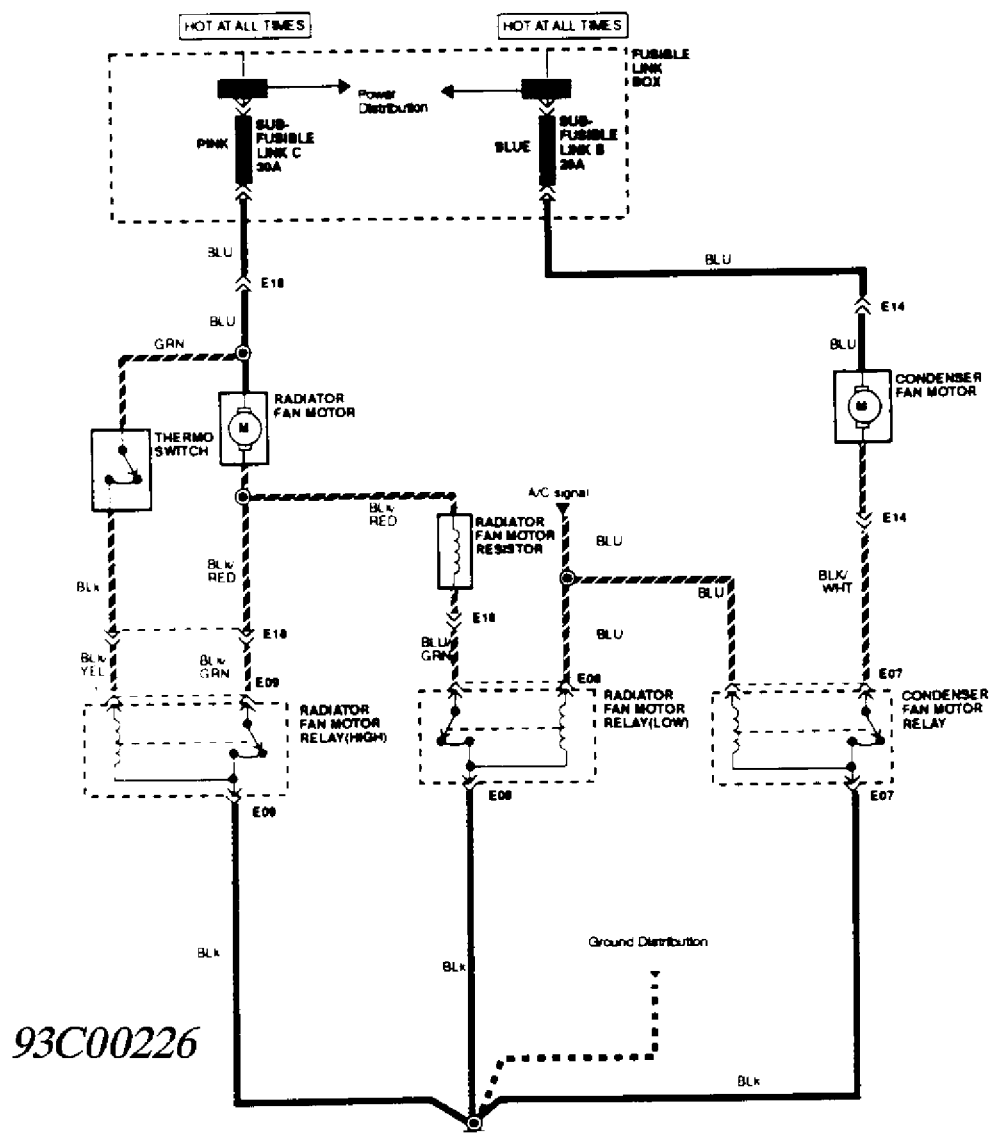 HOT AT ALL TIMES
HOT AT ALL TIMES
FUSIBLE
LINK
BOX
Power
Distribution
PINK
SUB-
FUSIBLE
LINK C
30A
BLUE
SUB-
FUSIBLE
LINK B
20A
BLU
BLU
E18
E14
BLU
BLU
GRN
RADIATOR
FAN MOTOR
M
CONDENSER
FAN MOTOR
M
THERMO
SWITCH
A/C signal
BLK/
RED
RADIATOR
FAN MOTOR
RESISTOR
E14
BLU
BLK/
RED
BLK
BLU
BLK/
WHT
E18
E18
BLU
BLU/
GRN
BLK/
YEL
BLK/
GRN
E09
E08
E07
RADIATOR
FAN MOTOR
RELAY(HIGH)
RADIATOR
FAN MOTOR
RELAY(LOW)
CONDENSER
FAN MOTOR
RELAY
E09
E08
E07
Ground Distribution
BLK
BLK
93C00226
BLK